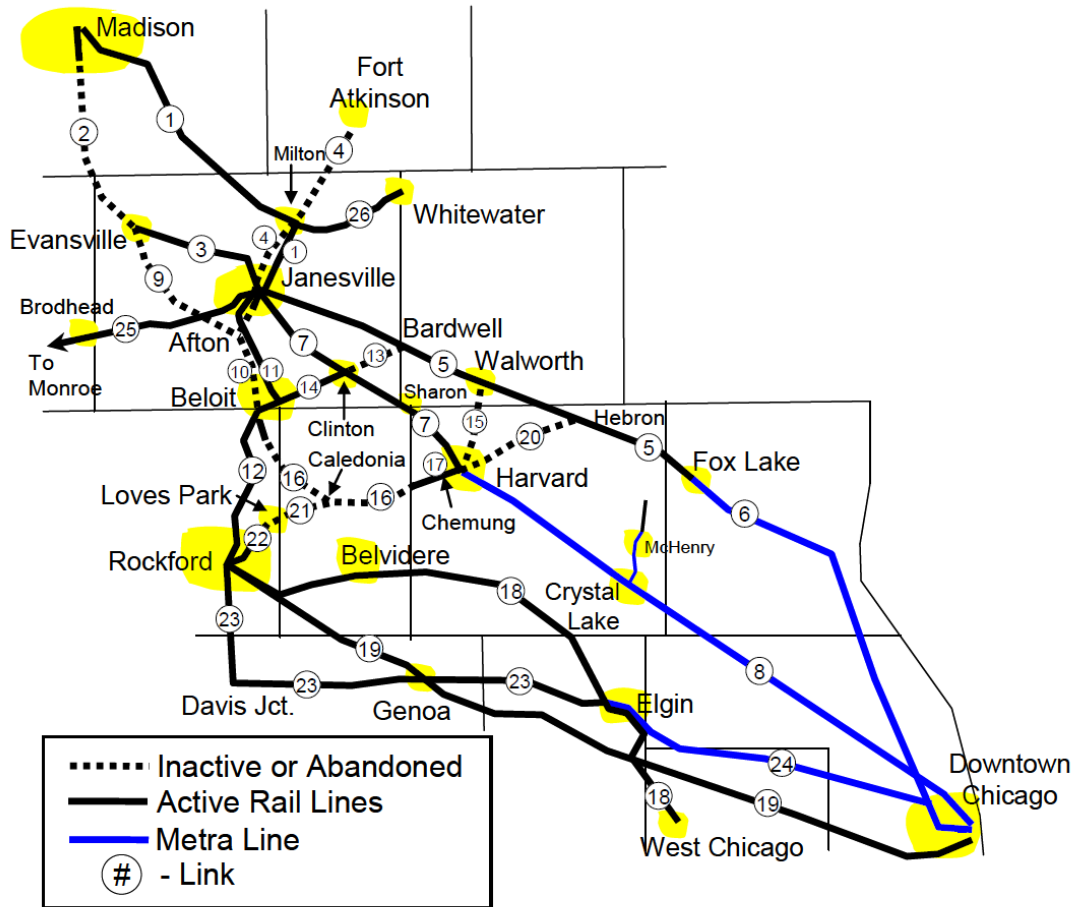 Madison
Fort
Atkinson
1
2
4
Milton
26
Whitewater
Evansville
3
4
1
9
Janesville
Brodhead
25
Afton
7
Bardwell
13
5
Walworth
To
Monroe
10
11
Beloit
14
Sharon
15
Hebron
Clinton
7
20
5
Caledonia
17
Harvard
Fox Lake
12
16
16
Loves Park
21
Chemung
6
22
Rockford
Belvidere
McHenry
18
Crystal
Lake
23
19
8
23
23
Davis Jct.
Genoa
Elgin
24
Downtown
Chicago
18
19
West Chicago
Inactive or Abandoned
Active Rail Lines
Metra Line
# - Link